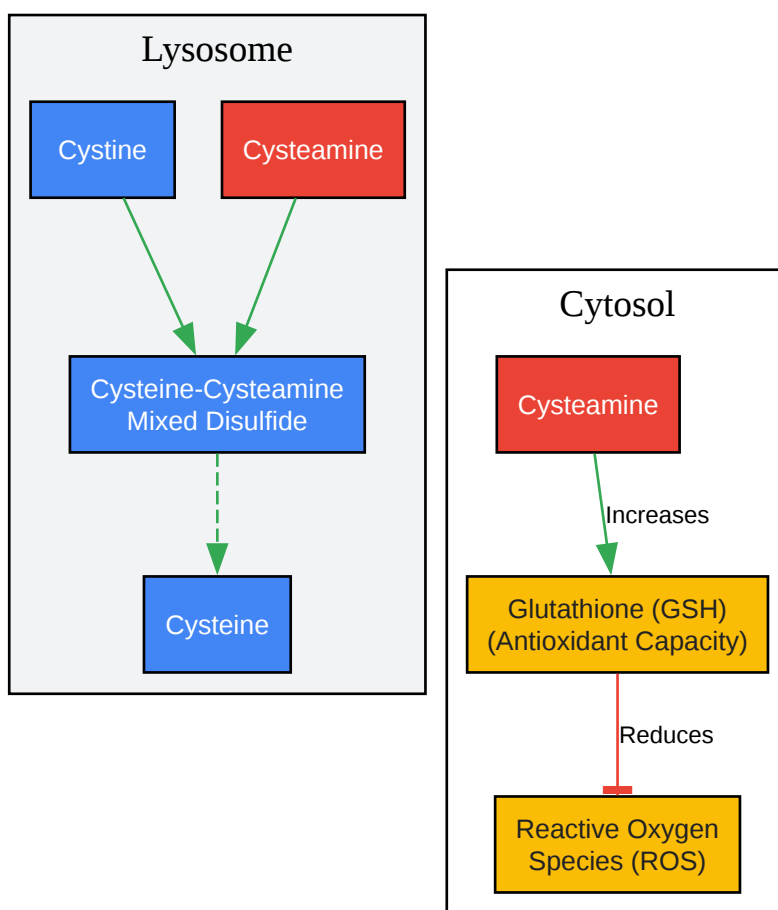 Lysosome
Cystine
Cysteamine
Cysteine-Cysteamine
Mixed Disulfide
Cysteine
Cytosol
Cysteamine
Increases
Glutathione (GSH)
(Antioxidant Capacity)
Reduces
Reactive Oxygen
Species (ROS)